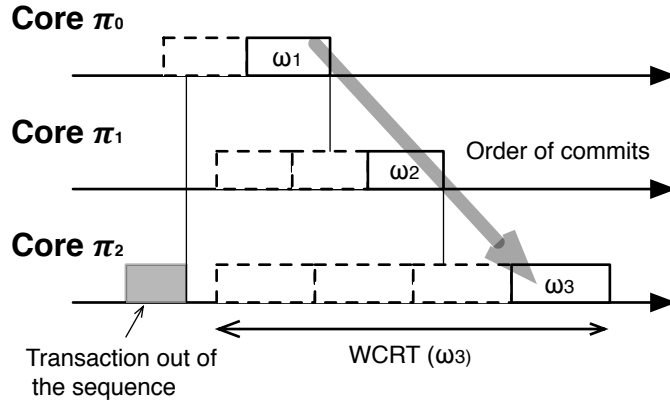 Core π0
ω1
Core π1
ω2
Order of commits
Core π2
ω3
Transaction out of
the sequence
WCRT (ω3)